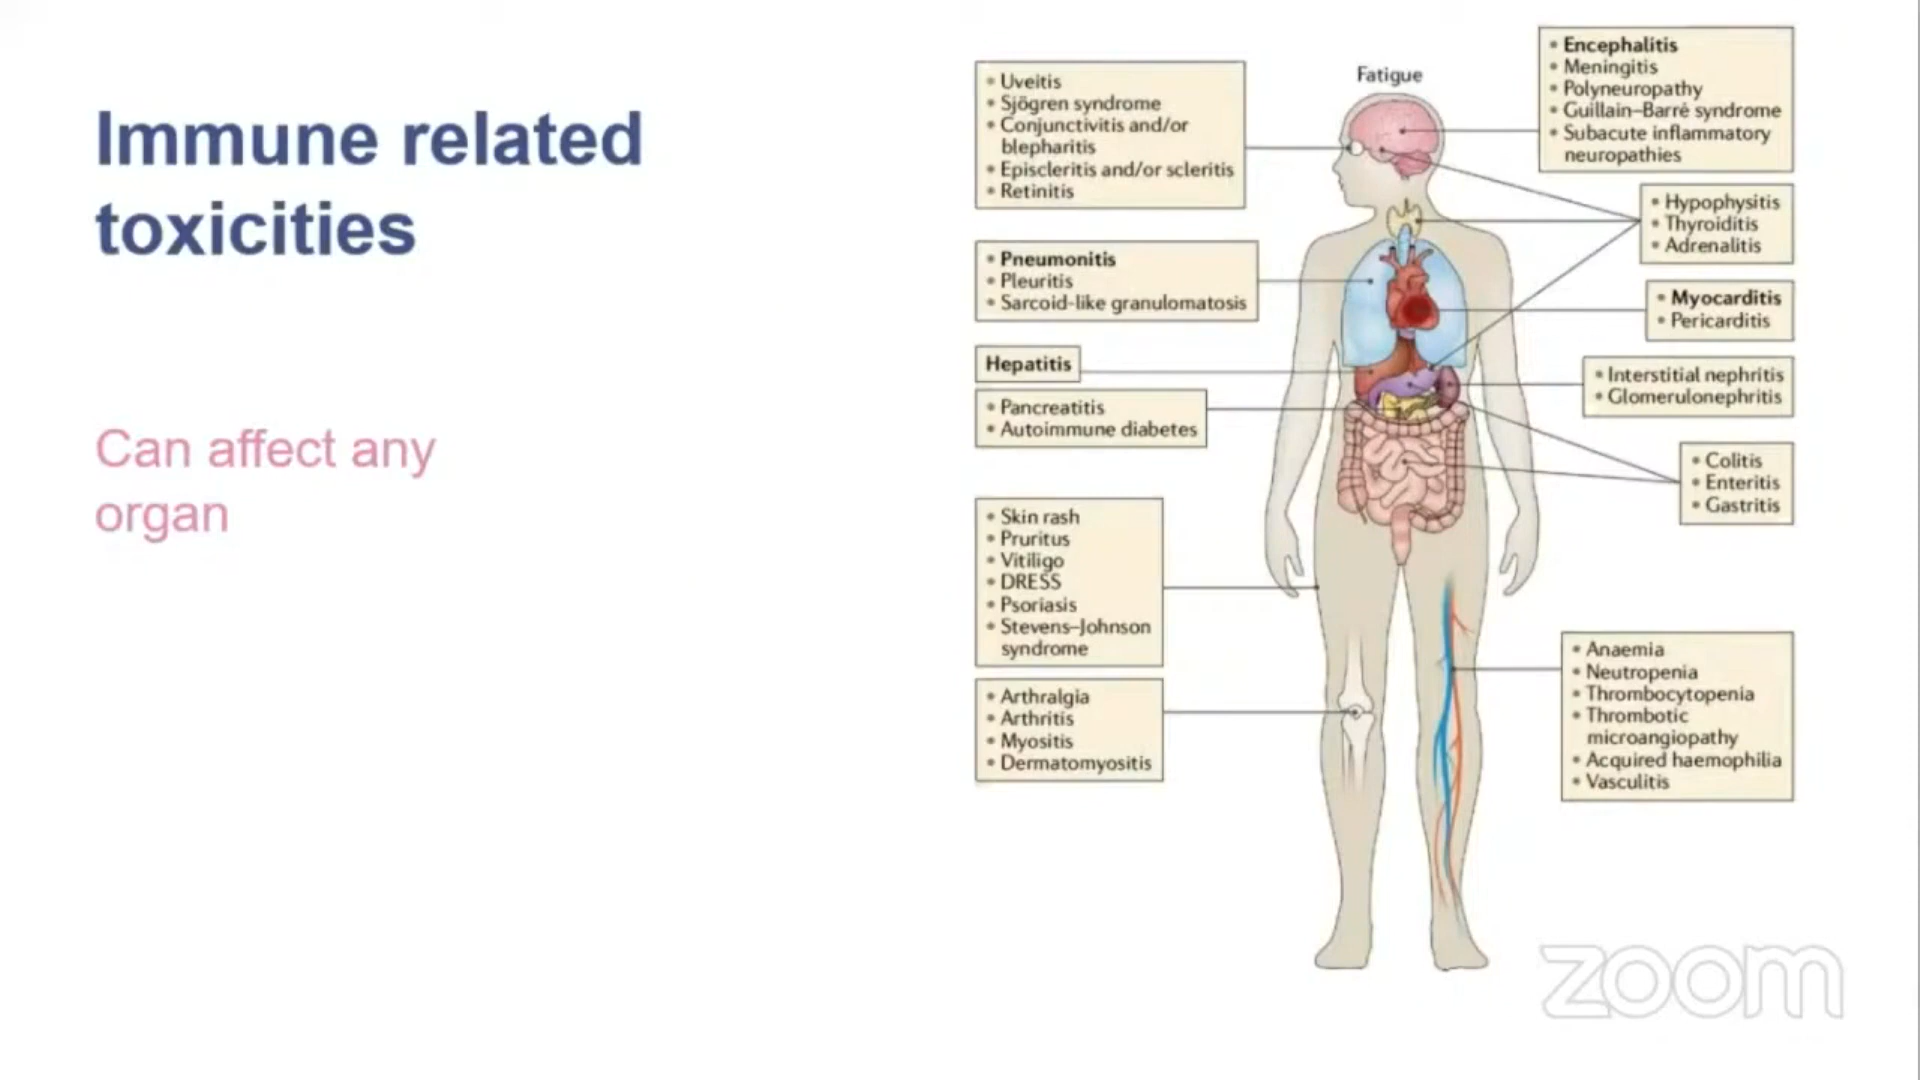 Immune related
toxicities
Can affect any
organ
• Uveitis
• Sjögren syndrome
• Conjunctivitis and/or
blepharitis
• Episcleritis and/or scleritis
• Retinitis
• Pneumonitis
• Pleuritis
• Sarcoid-like granulomatosis
Hepatitis
• Pancreatitis
• Autoimmune diabetes
• Skin rash
• Pruritus
• Vitiligo
• DRESS
• Psoriasis
• Stevens–Johnson
syndrome
• Arthralgia
• Arthritis
• Myositis
• Dermatomyositis
Fatigue
• Encephalitis
• Meningitis
• Polyneuropathy
• Guillain–Barré syndrome
• Subacute inflammatory
neuropathies
• Hypophysitis
• Thyroiditis
• Adrenalitis
• Myocarditis
• Pericarditis
• Interstitial nephritis
• Glomerulonephritis
• Colitis
• Enteritis
• Gastritis
• Anaemia
• Neutropenia
• Thrombocytopenia
• Thrombotic
microangiopathy
• Acquired haemophilia
• Vasculitis
zoom